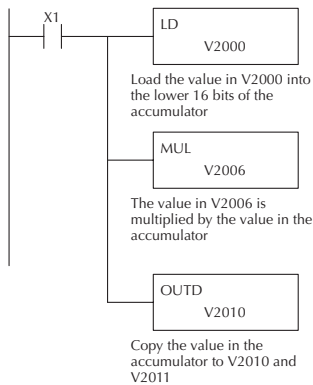 X1
LD
V2000
Load the value in V2000 into
the lower 16 bits of the
accumulator
MUL
V2006
The value in V2006 is
multiplied by the value in the
accumulator
OUTD
V2010
Copy the value in the
accumulator to V2010 and
V2011